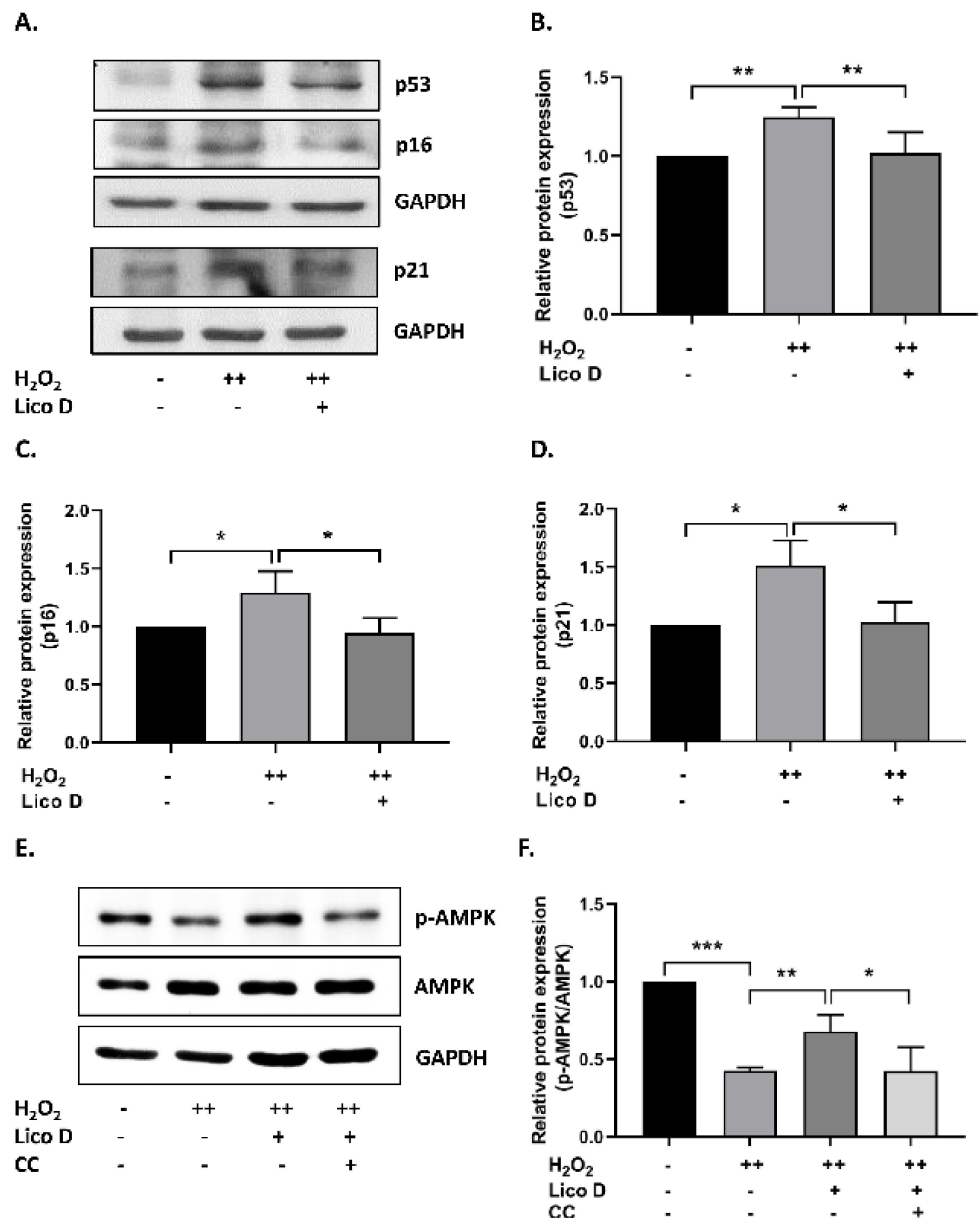 A.
p53
p16
GAPDH
p21
GAPDH
H₂O₂ - ++ ++
Lico D - - +
B.
Relative protein expression
(p53)
1.5
1.0
0.5
0.0
** **
H₂O₂ - ++ ++
Lico D - - +
C.
Relative protein expression
(p16)
2.0
1.5
1.0
0.5
0.0
* *
H₂O₂ - ++ ++
Lico D - - +
D.
Relative protein expression
(p21)
2.0
1.5
1.0
0.5
0.0
* *
H₂O₂ - ++ ++
Lico D - - +
E.
p-AMPK
AMPK
GAPDH
H₂O₂ - ++ ++ ++
Lico D - - + +
CC - - - +
F.
Relative protein expression
(p-AMPK/AMPK)
1.5
1.0
0.5
0.0
*** ** *
H₂O₂ - ++ ++ ++
Lico D - - + +
CC - - - +